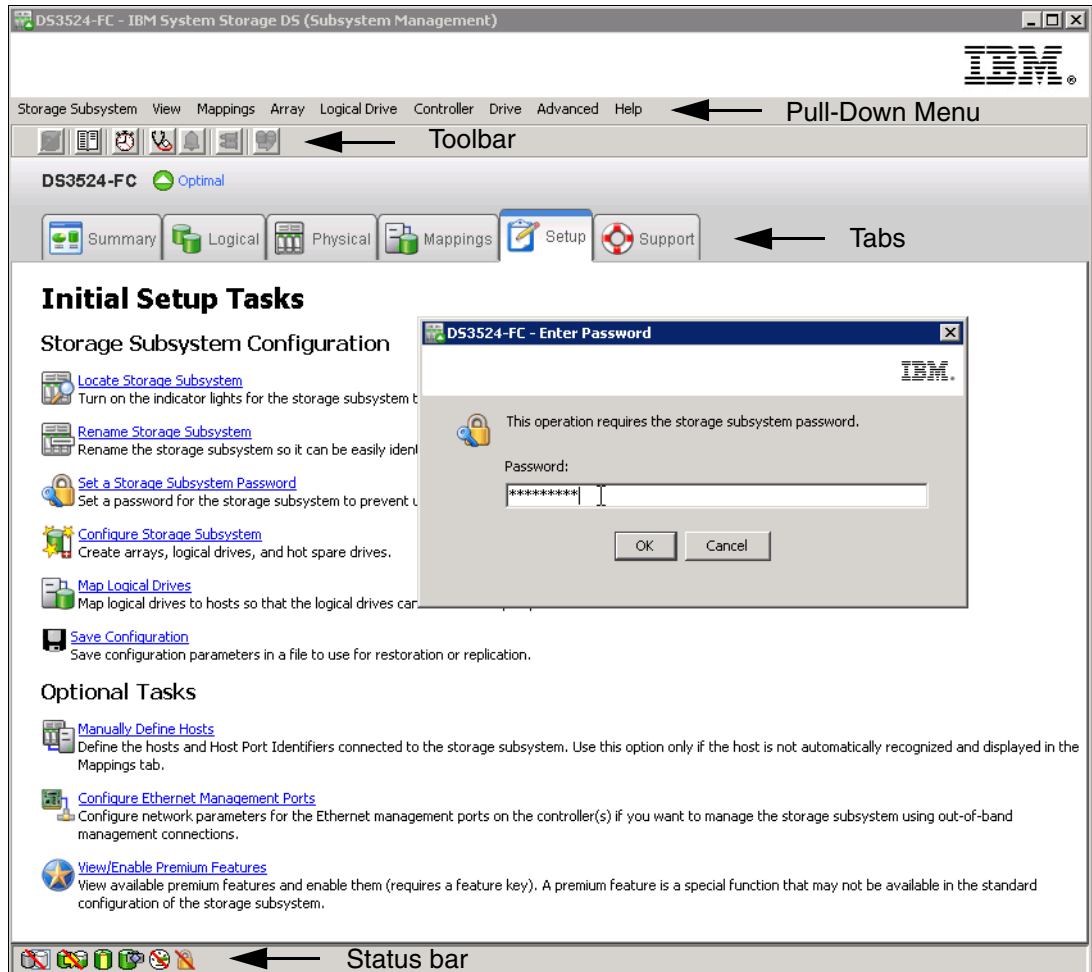 DS3524-FC - IBM System Storage DS (Subsystem Management)
IBM®
Storage Subsystem View Mappings Array Logical Drive Controller Drive Advanced Help
Pull-Down Menu
Toolbar
DS3524-FC Optimal
Summary Logical Physical Mappings Setup Support
Tabs
Initial Setup Tasks
Storage Subsystem Configuration
Locate Storage Subsystem
Turn on the indicator lights for the storage subsystem t
Rename Storage Subsystem
Rename the storage subsystem so it can be easily iden
Set a Storage Subsystem Password
Set a password for the storage subsystem to prevent u
Configure Storage Subsystem
Create arrays, logical drives, and hot spare drives.
Map Logical Drives
Map logical drives to hosts so that the logical drives can
Save Configuration
Save configuration parameters in a file to use for restoration or replication.
DS3524-FC - Enter Password
IBM.
This operation requires the storage subsystem password.
Password:
*********
OK Cancel
Optional Tasks
Manually Define Hosts
Define the hosts and Host Port Identifiers connected to the storage subsystem. Use this option only if the host is not automatically recognized and displayed in the
Mappings tab.
Configure Ethernet Management Ports
Configure network parameters for the Ethernet management ports on the controller(s) if you want to manage the storage subsystem using out-of-band
management connections.
View/Enable Premium Features
View available premium features and enable them (requires a feature key). A premium feature is a special function that may not be available in the standard
configuration of the storage subsystem.
Status bar